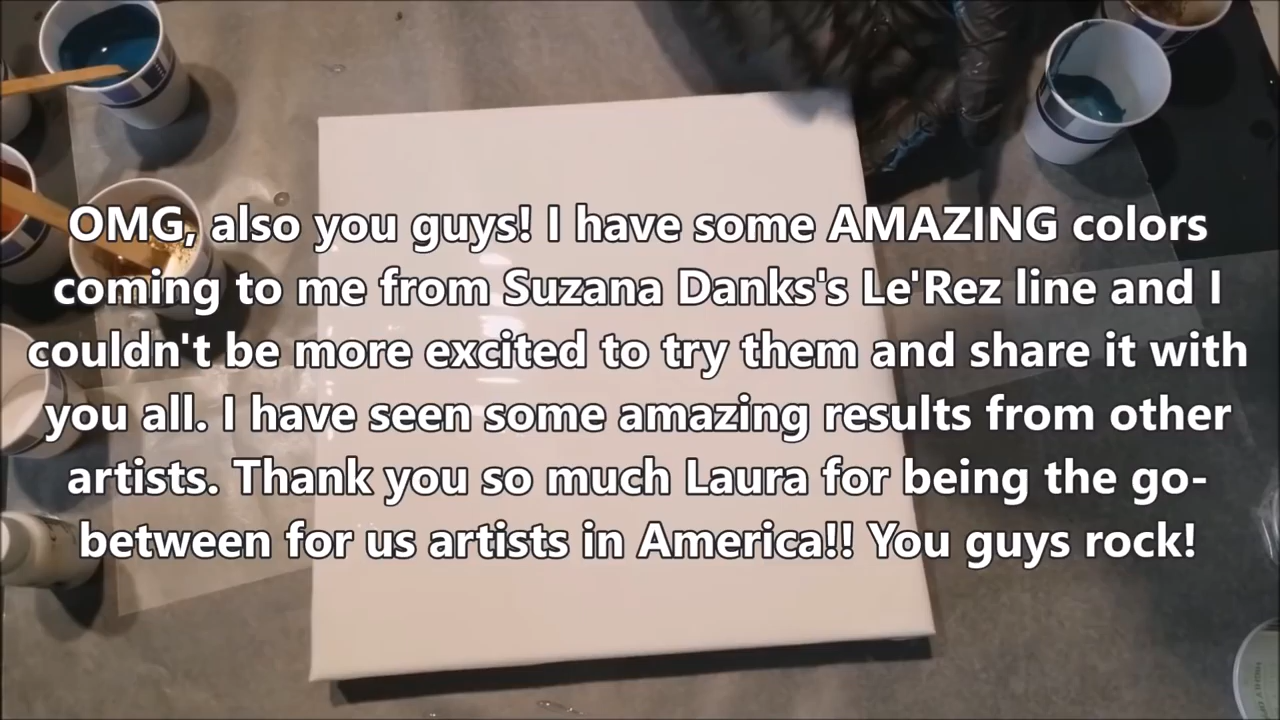 OMG, also you guys! I have some AMAZING colors
coming to me from Suzana Danks's Le'Rez line and I
couldn't be more excited to try them and share it with
you all. I have seen some amazing results from other
artists. Thank you so much Laura for being the go-
between for us artists in America!! You guys rock!